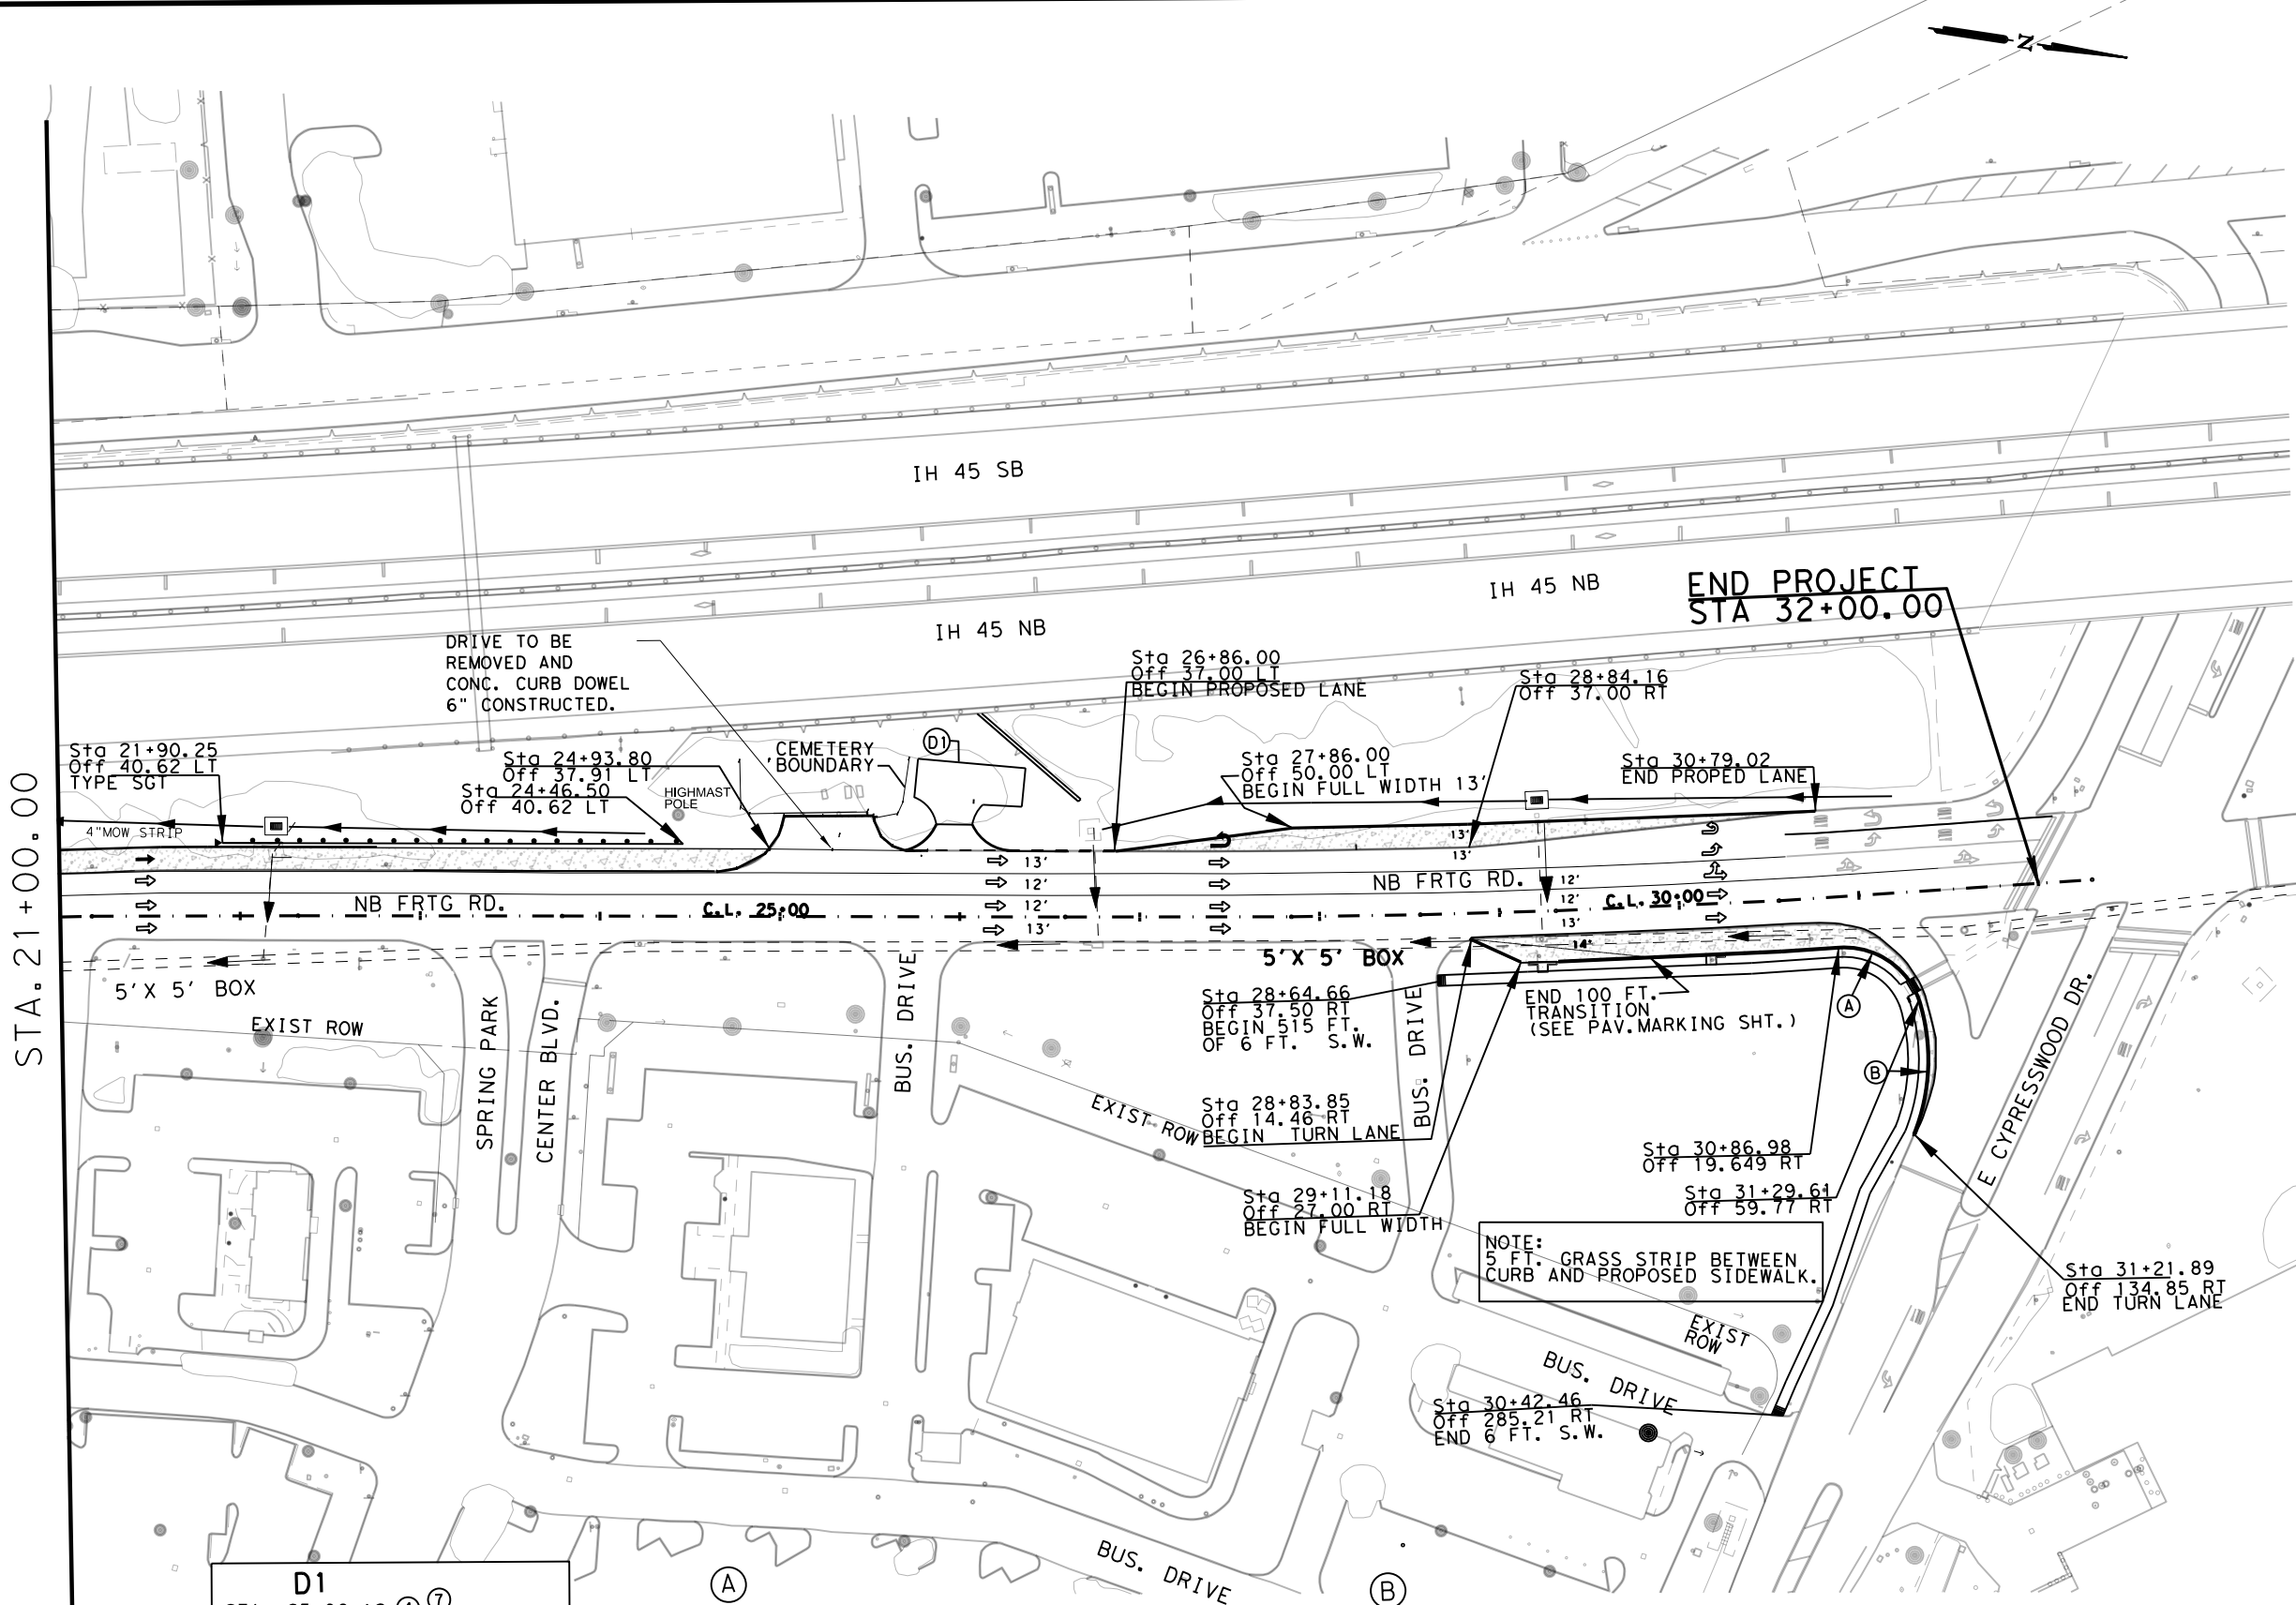 N
IH 45 SB
IH 45 NB
END PROJECT
STA 32+00.00
IH 45 NB
DRIVE TO BE
REMOVED AND
CONC. CURB DOWEL
6" CONSTRUCTED.
Sta 26+86.00
Off 37.00 LT
BEGIN PROPOSED LANE
Sta 28+84.16
Off 37.00 RT
Sta 21+90.25
Off 40.62 LT
TYPE SGT
Sta 24+93.80
Off 37.91 LT
Sta 24+46.50
Off 40.62 LT
HIGHMAST
POLE
CEMETERY
BOUNDARY
D1
Sta 27+86.00
Off 50.00 LT
BEGIN FULL WIDTH 13'
Sta 30+79.02
END PROPED LANE
STA.21+00.00
4"MOW STRIP
13'
13'
13'
12'
12'
13'
NB FRTG RD.
NB FRTG RD.
12'
12'
13'
14'
C.L. 25+00
C.L. 30+00
5'X 5' BOX
5'X 5' BOX
EXIST ROW
SPRING PARK
CENTER BLVD.
BUS. DRIVE
BUS. DRIVE
EXIST ROW
Sta 28+64.66
Off 37.50 RT
BEGIN 515 FT.
OF 6 FT. S.W.
END 100 FT.
TRANSITION
(SEE PAV.MARKING SHT.)
A
B
E CYPRESSWOOD DR.
Sta 28+83.85
Off 14.46 RT
BEGIN TURN LANE
Sta 30+86.98
Off 19.649 RT
Sta 29+11.18
Off 27.00 RT
BEGIN FULL WIDTH
Sta 31+29.61
Off 59.77 RT
NOTE:
5 FT. GRASS STRIP BETWEEN
CURB AND PROPOSED SIDEWALK.
Sta 31+21.89
Off 134.85 RT
END TURN LANE
EXIST
ROW
BUS. DRIVE
Sta 30+42.46
Off 285.21 RT
END 6 FT. S.W.
BUS. DRIVE
D1
A
B
7